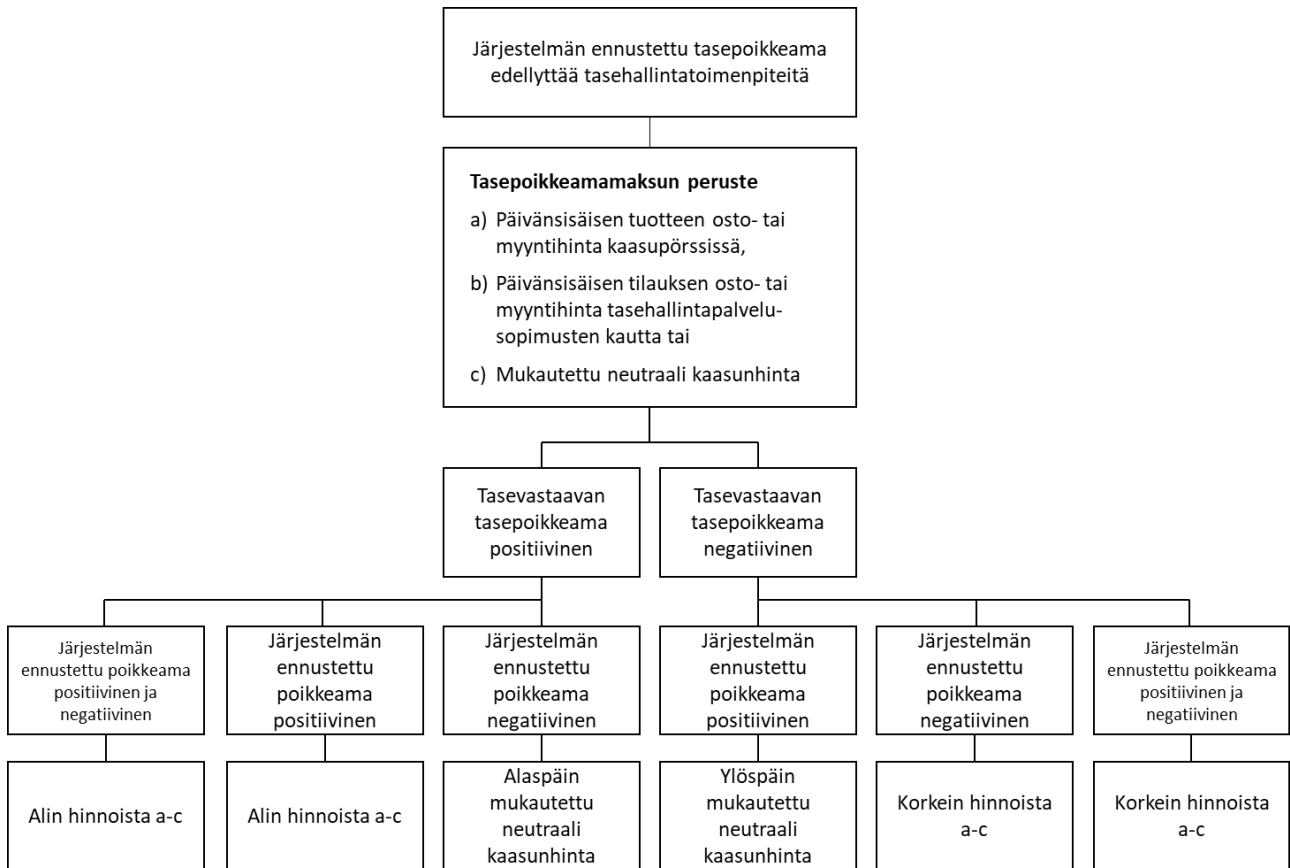 Järjestelmän ennustettu tasepoikkeama
edellyttää tasehallintatoimenpiteitä
Tasepoikkeamamaksun peruste
a) Päivänsisäisen tuotteen osto- tai
myyntihinta kaasupörssissä,
b) Päivänsisäisen tilauksen osto- tai
myyntihinta tasehallintapalvelu-
sopimusten kautta tai
c) Mukautettu neutraali kaasunhinta
Tasevastaavan
tasepoikkeama
positiivinen
Tasevastaavan
tasepoikkeama
negatiivinen
Järjestelmän
ennustettu poikkeama
positiivinen ja
negatiivinen
Järjestelmän
ennustettu
poikkeama
positiivinen
Järjestelmän
ennustettu
poikkeama
negatiivinen
Järjestelmän
ennustettu
poikkeama
positiivinen
Järjestelmän
ennustettu
poikkeama
negatiivinen
Järjestelmän
ennustettu poikkeama
positiivinen ja
negatiivinen
Alin hinnoista a-c
Alin hinnoista a-c
Alaspäin
mukautettu
neutraali
kaasunhinta
Ylöspäin
mukautettu
neutraali
kaasunhinta
Korkein hinnoista
a-c
Korkein hinnoista
a-c